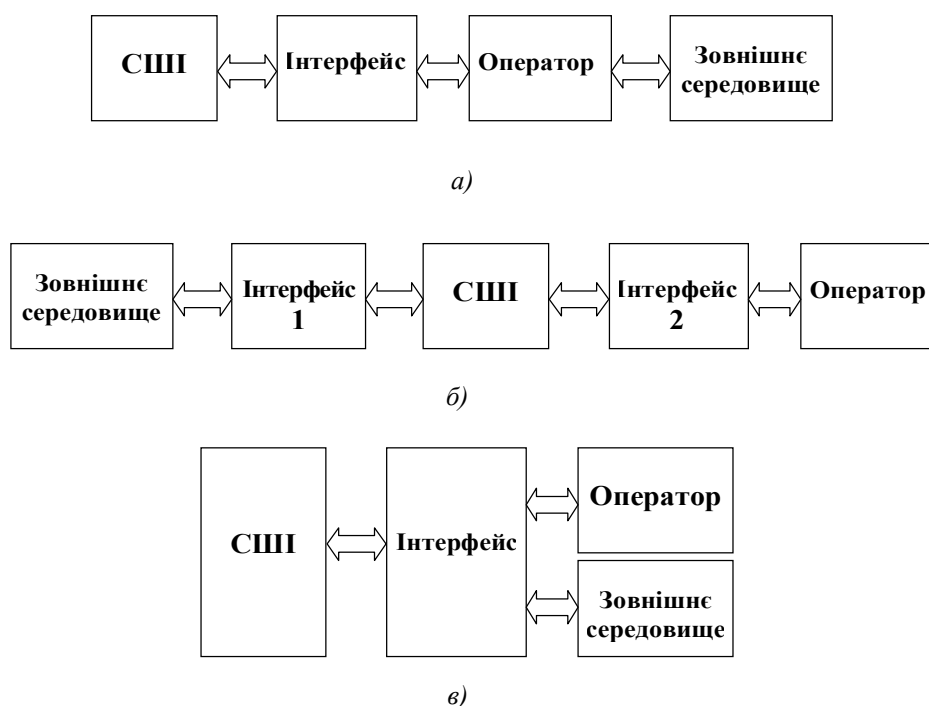 СШІ
Інтерфейс
Оператор
Зовнішнє
середовище
а)
Зовнішнє
середовище
Інтерфейс
1
СШІ
Інтерфейс
2
Оператор
б)
СШІ
Інтерфейс
Оператор
Зовнішнє
середовище
в)